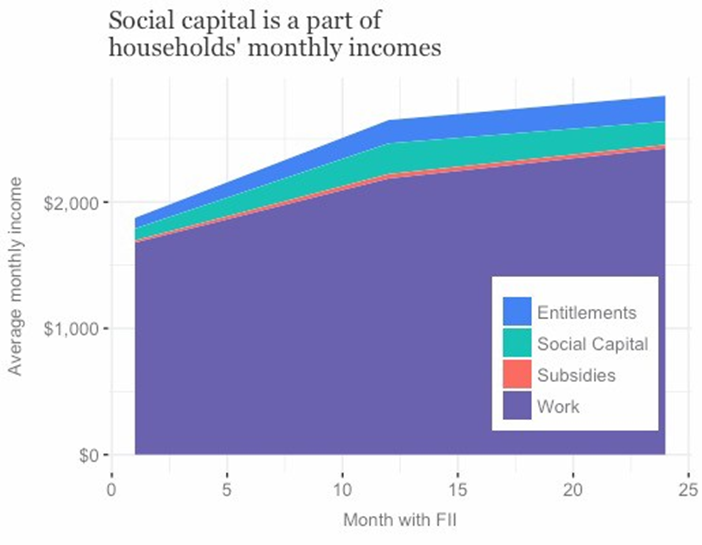 Social capital is a part of
households' monthly incomes
Average monthly income
$2,000
$1,000
$0
Entitlements
Social Capital
Subsidies
Work
0 5 10 15 20 25
Month with FII